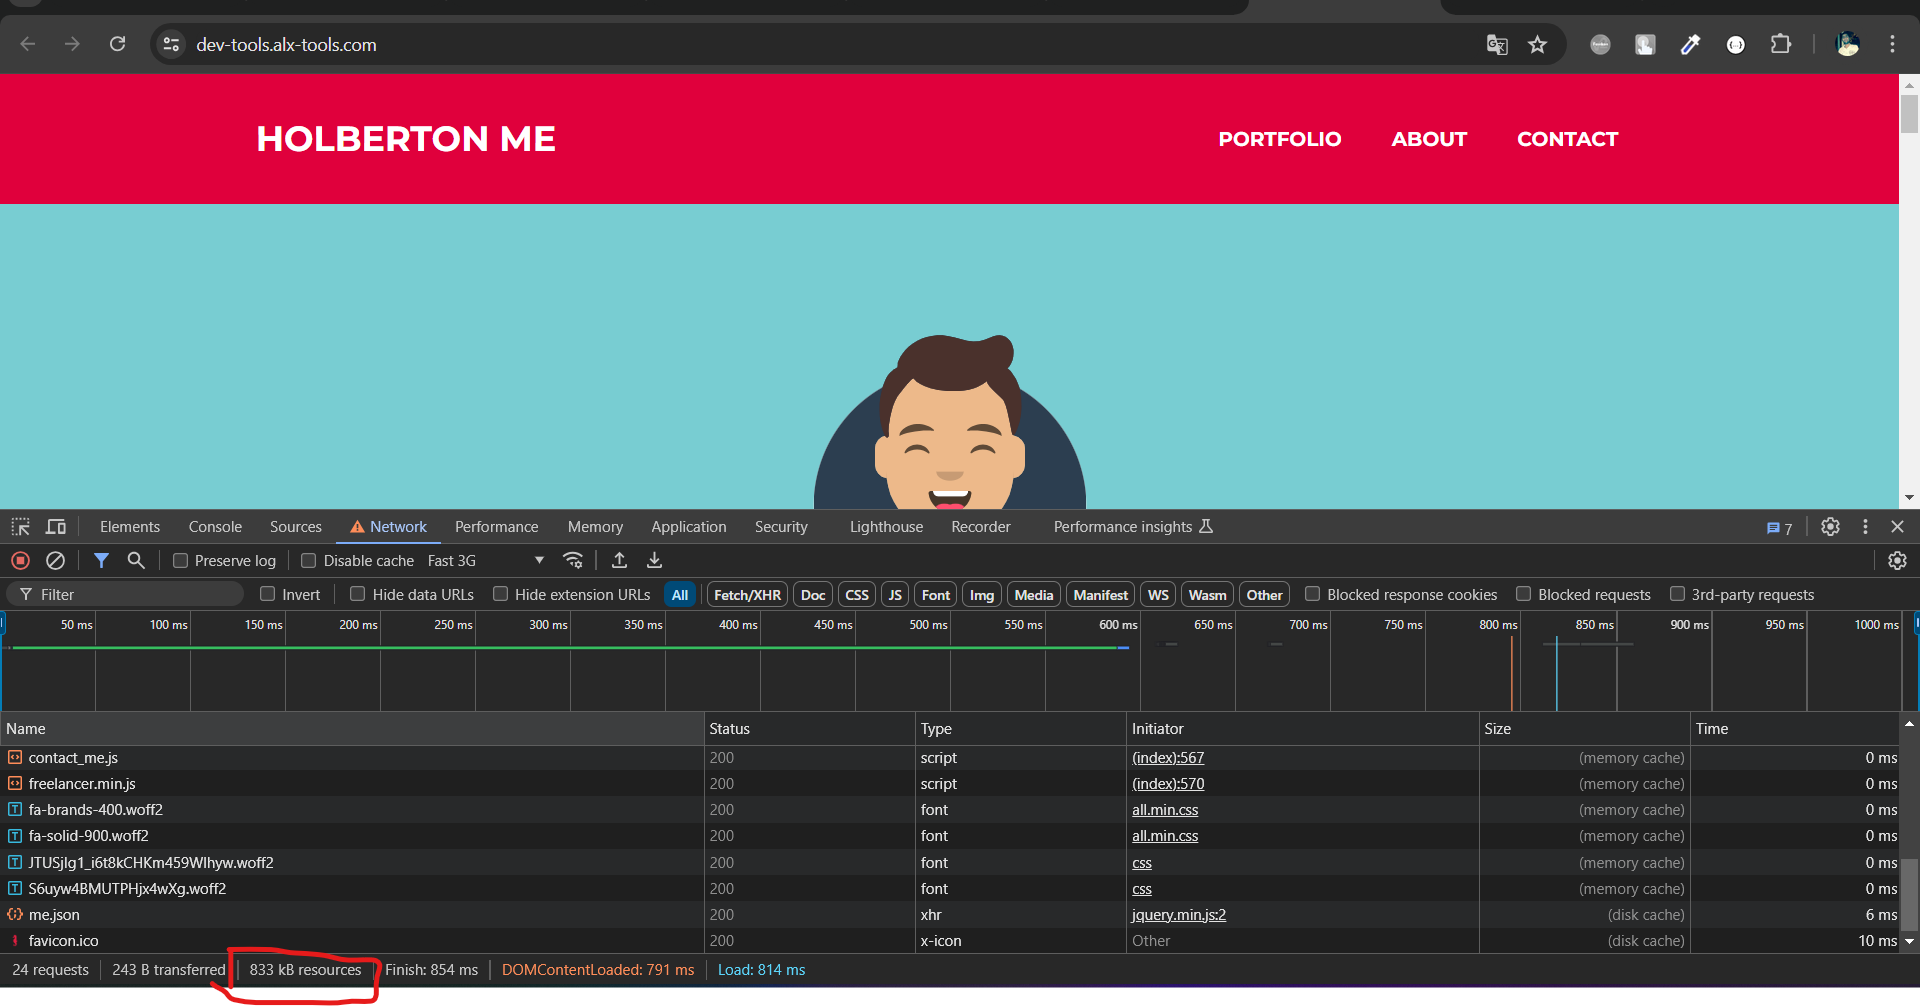 dev-tools.alx-tools.com
HOLBERTON ME
PORTFOLIO ABOUT CONTACT
Elements Console Sources Network Performance Memory Application Security Lighthouse Recorder Performance insights 7
Preserve log Disable cache Fast 3G
Filter Invert Hide data URLs Hide extension URLs All Fetch/XHR Doc CSS JS Font Img Media Manifest WS Wasm Other Blocked response cookies Blocked requests 3rd-party requests
50 ms 100 ms 150 ms 200 ms 250 ms 300 ms 350 ms 400 ms 450 ms 500 ms 550 ms 600 ms 650 ms 700 ms 750 ms 800 ms 850 ms 900 ms 950 ms 1000 ms
Name Status Type Initiator Size Time
contact_me.js 200 script (index):567 (memory cache) 0 ms
freelancer.min.js 200 script (index):570 (memory cache) 0 ms
fa-brands-400.woff2 200 font all.min.css (memory cache) 0 ms
fa-solid-900.woff2 200 font all.min.css (memory cache) 0 ms
JTUSjIg1_i6t8kCHKm459Wlhyw.woff2 200 font css (memory cache) 0 ms
S6uyw4BMUTPHjx4wXg.woff2 200 font css (memory cache) 0 ms
me.json 200 xhr jquery.min.js:2 (disk cache) 6 ms
favicon.ico 200 x-icon Other (disk cache) 10 ms
24 requests 243 B transferred 833 kB resources Finish: 854 ms DOMContentLoaded: 791 ms Load: 814 ms